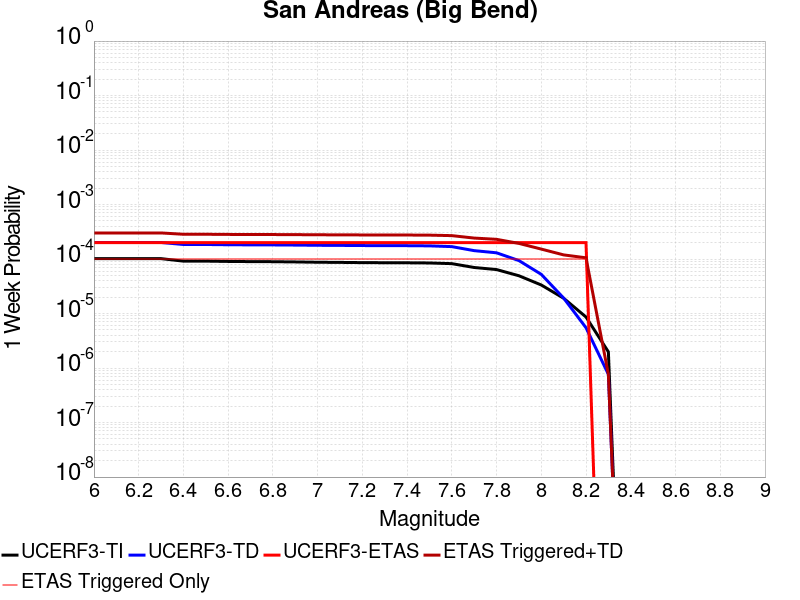 San Andreas (Big Bend)
10 0
10-1
10-2
10-3
10-4
10-5
10-6
10-7
10-8
1 Week Probability
6 6.2 6.4 6.6 6.8 7 7.2 7.4 7.6 7.8 8 8.2 8.4 8.6 8.8 9
Magnitude
UCERF3-TI UCERF3-TD UCERF3-ETAS ETAS Triggered+TD
ETAS Triggered Only